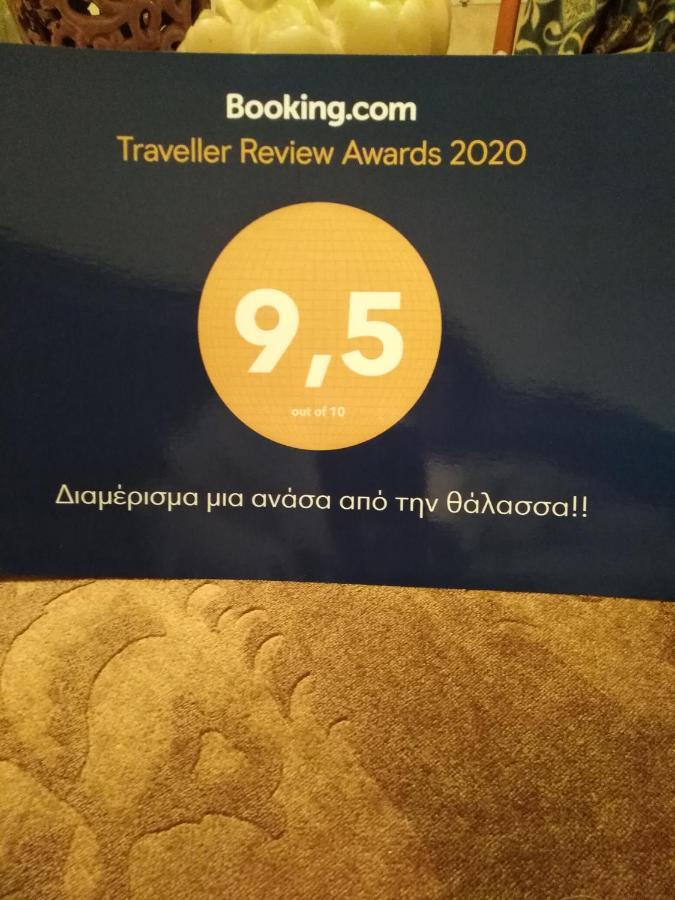 Booking.com
Traveller Review Awards 2020
9,5
out of 10
Διαμέρισμα μια ανάσα από την θάλασσα!!